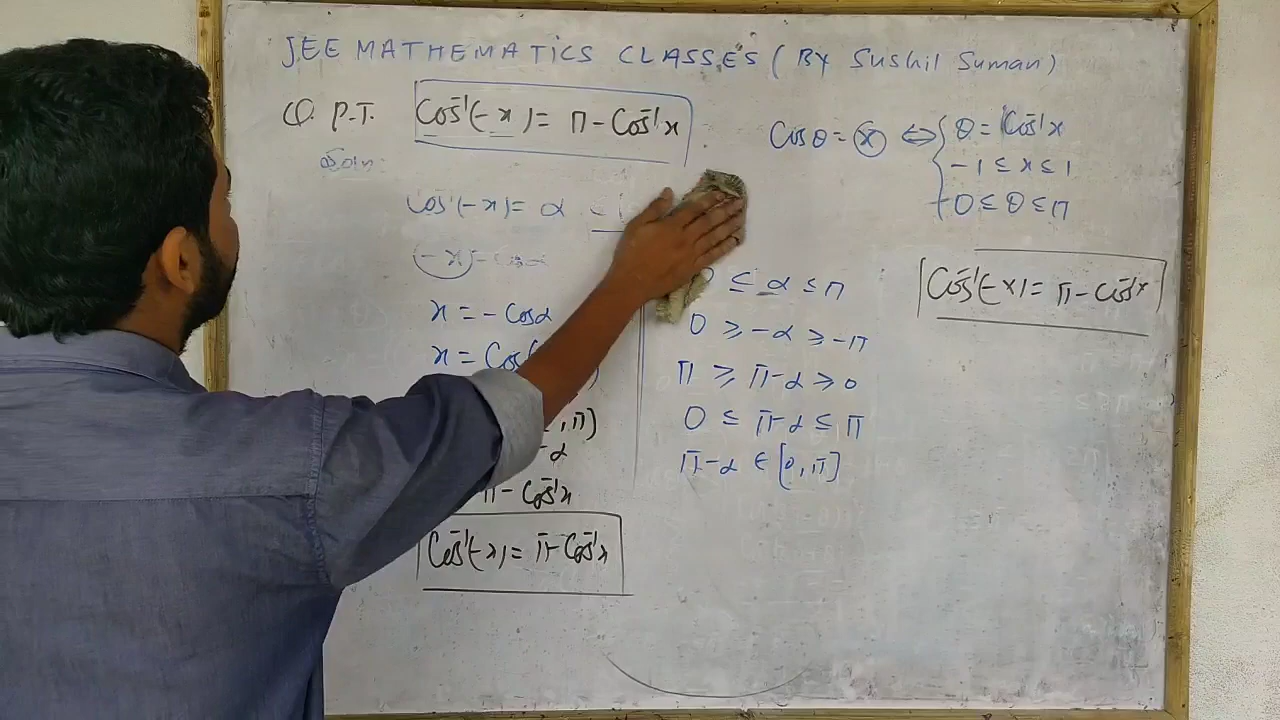 JEE MATHEMATICS CLASSES (By Sushil Suman)
Q. P.T. Cos⁻¹(-x) = π - Cos⁻¹x
Soln:
Cos⁻¹(-x) = α
(-x) = Cosα
x = - Cosα
x = Cos(
, π)
-α
π - Cos⁻¹x
Cos⁻¹(-x) = π - Cos⁻¹x
0 ≤ α ≤ π
0 ≥ -α ≥ -π
π ≥ π-α ≥ 0
0 ≤ π-α ≤ π
π-α ∈ [0, π]
Cosθ = x ⇔ { θ = Cos⁻¹x
-1 ≤ x ≤ 1
0 ≤ θ ≤ π
Cos⁻¹(-x) = π - Cos⁻¹x